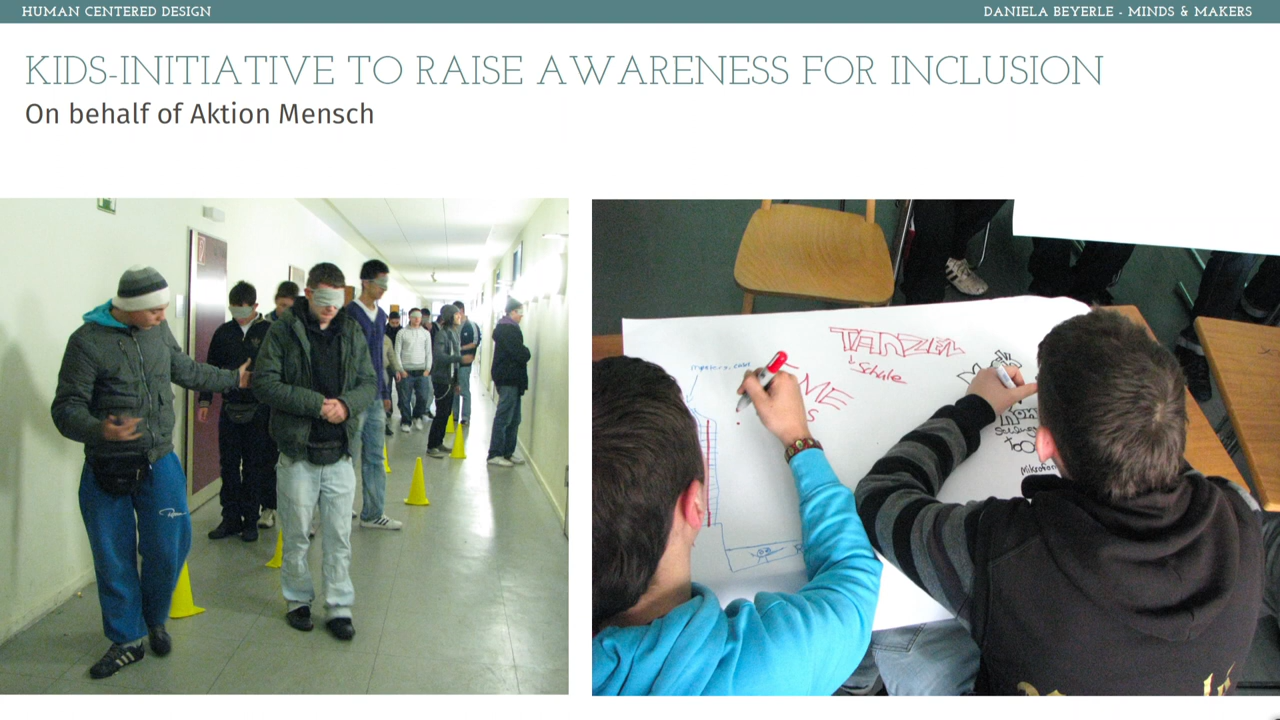 HUMAN CENTERED DESIGN
DANIELA BEYERLE - MINDS & MAKERS
KIDS-INITIATIVE TO RAISE AWARENESS FOR INCLUSION
On behalf of Aktion Mensch
TANZEN
Schule